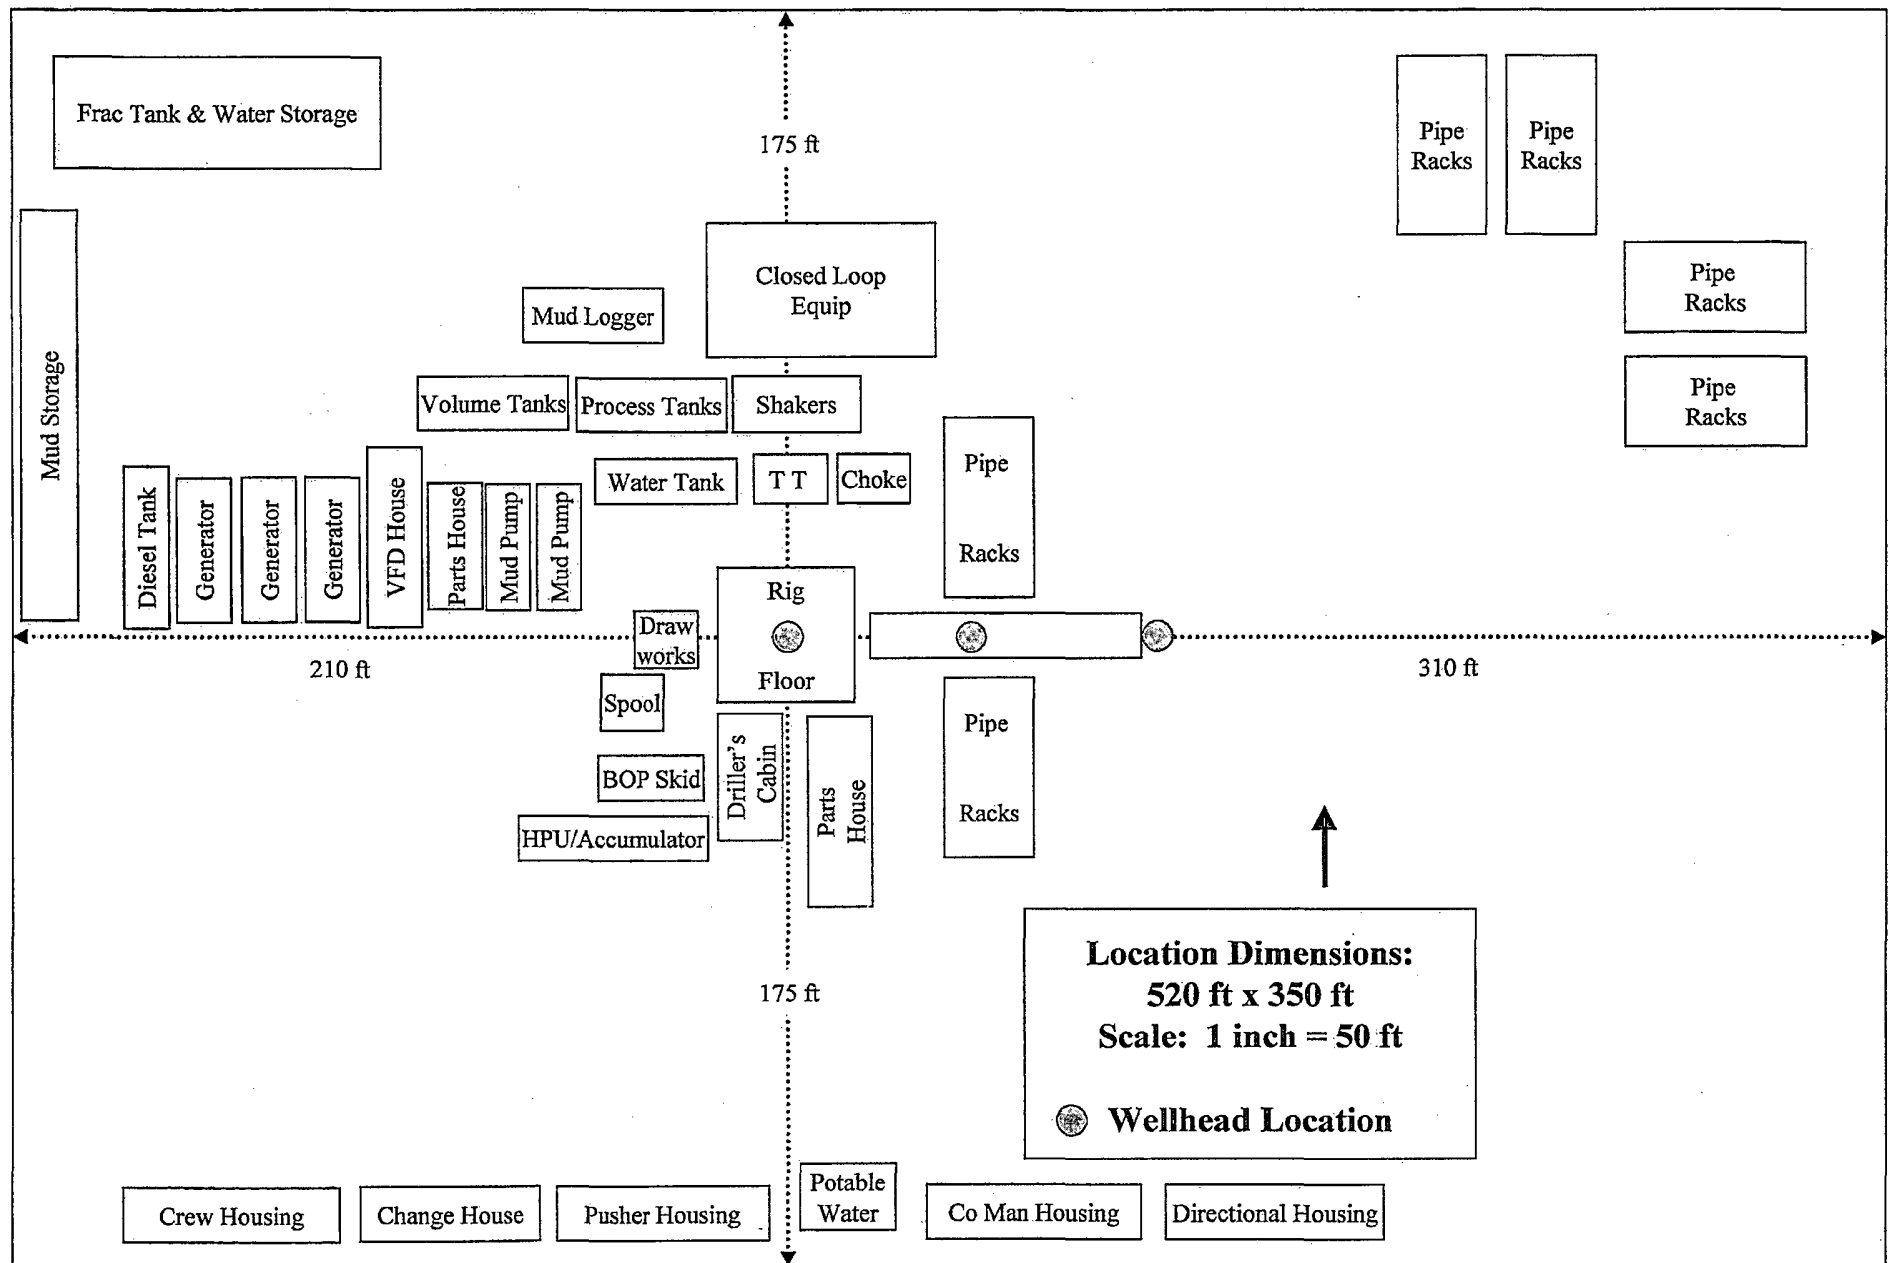 Frac Tank & Water Storage
175 ft
Pipe
Racks
Pipe
Racks
Mud Storage
Closed Loop
Equip
Pipe
Racks
Mud Logger
Pipe
Racks
Volume Tanks
Process Tanks
Shakers
Pipe
Racks
Water Tank
T T
Choke
Diesel Tank
Generator
Generator
Generator
VFD House
Parts House
Mud Pump
Mud Pump
Rig
Floor
Draw
works
210 ft
310 ft
Spool
Driller's
Cabin
Parts
House
Pipe
Racks
BOP Skid
HPU/Accumulator
Location Dimensions:
520 ft x 350 ft
Scale: 1 inch = 50 ft
Wellhead Location
175 ft
Crew Housing
Change House
Pusher Housing
Potable
Water
Co Man Housing
Directional Housing